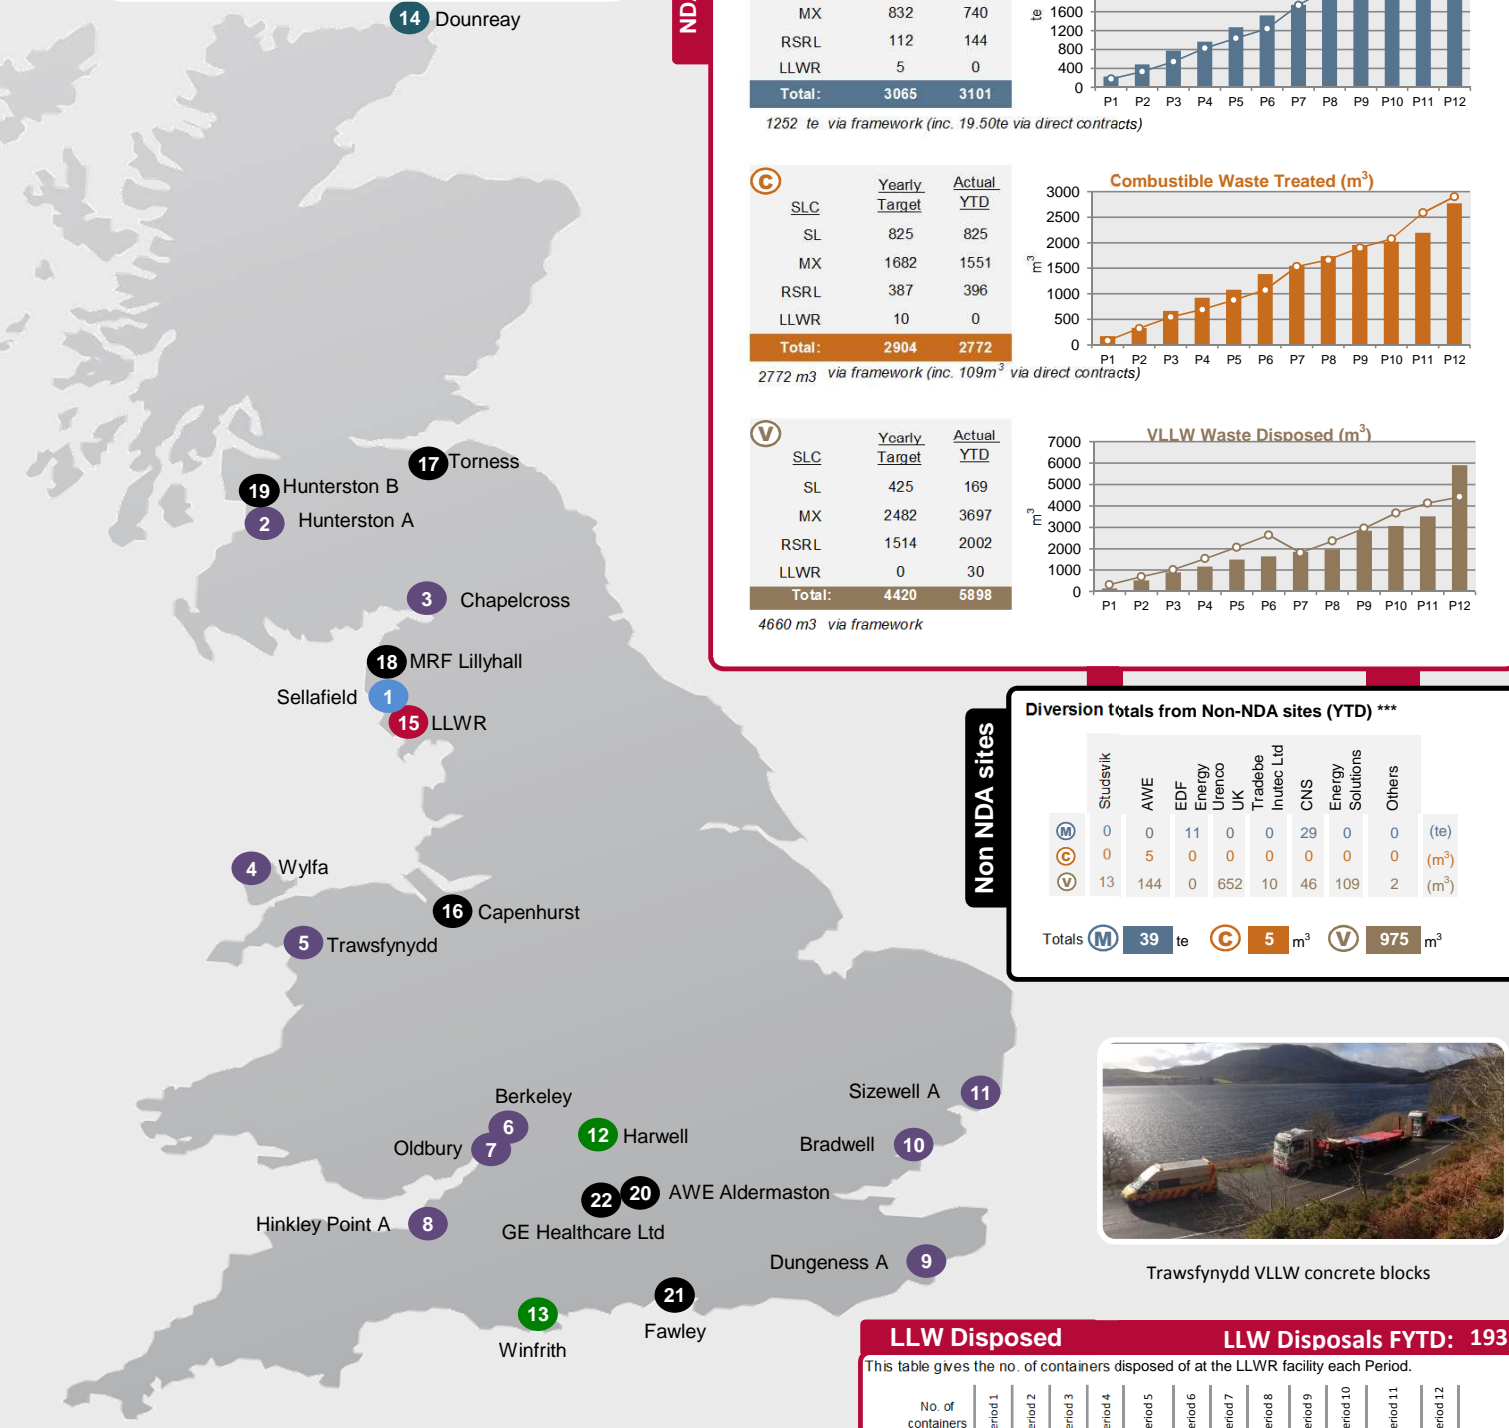 14 Dounreay
17 Torness
19 Hunterston B
2 Hunterston A
3 Chapelcross
18 MRF Lillyhall
Sellafield 1
15 LLWR
4 Wylfa
16 Capenhurst
5 Trawsfynydd
Berkeley
6
Oldbury 7
12 Harwell
Sizewell A 11
Bradwell 10
22 20 AWE Aldermaston
GE Healthcare Ltd
Hinkley Point A 8
Dungeness A 9
21
Fawley
13
Winfrith
MX 832 740
RSRL 112 144
LLWR 5 0
Total: 3065 3101
te
1600
1200
800
400
0
P1 P2 P3 P4 P5 P6 P7 P8 P9 P10 P11 P12
1252 te via framework (inc. 19.50te via direct contracts)
C
SLC Yearly Target Actual YTD
SL 825 825
MX 1682 1551
RSRL 387 396
LLWR 10 0
Total: 2904 2772
Combustible Waste Treated (m³)
m³
3000
2500
2000
1500
1000
500
0
P1 P2 P3 P4 P5 P6 P7 P8 P9 P10 P11 P12
2772 m3 via framework (inc. 109m³ via direct contracts)
V
SLC Yearly Target Actual YTD
SL 425 169
MX 2482 3697
RSRL 1514 2002
LLWR 0 30
Total: 4420 5898
VLLW Waste Disposed (m³)
m³
7000
6000
5000
4000
3000
2000
1000
0
P1 P2 P3 P4 P5 P6 P7 P8 P9 P10 P11 P12
4660 m3 via framework
Non NDA sites
Diversion totals from Non-NDA sites (YTD) ***
Studsvik AWE EDF Energy Urenco UK Tradebe Inutec Ltd CNS Energy Solutions Others
M 0 0 11 0 0 29 0 0 (te)
C 0 5 0 0 0 0 0 0 (m³)
V 13 144 0 652 10 46 109 2 (m³)
Totals M 39 te C 5 m³ V 975 m³
Trawsfynydd VLLW concrete blocks
LLW Disposed LLW Disposals FYTD: 193
This table gives the no. of containers disposed of at the LLWR facility each Period.
No. of
containers